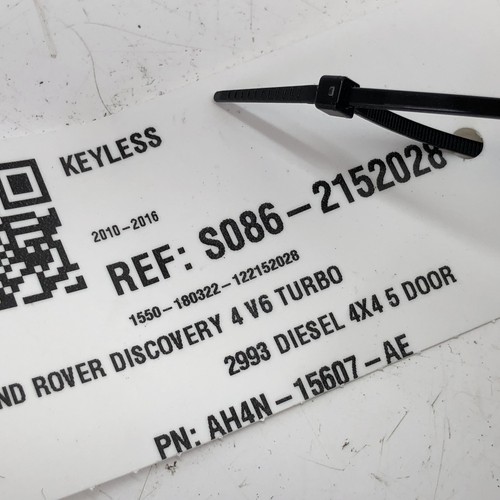 KEYLESS
2010-2016
REF: S086-2152028
1550-180322-122152028
ND ROVER DISCOVERY 4 V6 TURBO
2993 DIESEL 4X4 5 DOOR
PN: AH4N-15607-AE